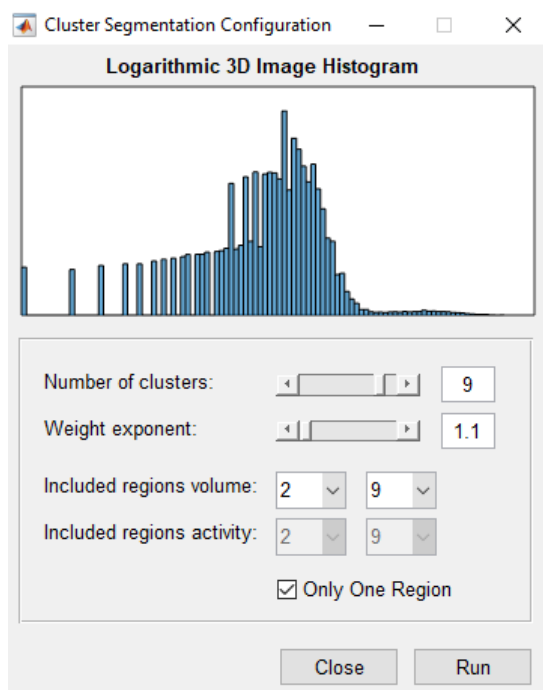 Cluster Segmentation Configuration
Logarithmic 3D Image Histogram
Number of clusters: 9
Weight exponent: 1.1
Included regions volume: 2 9
Included regions activity: 2 9
Only One Region
Close Run